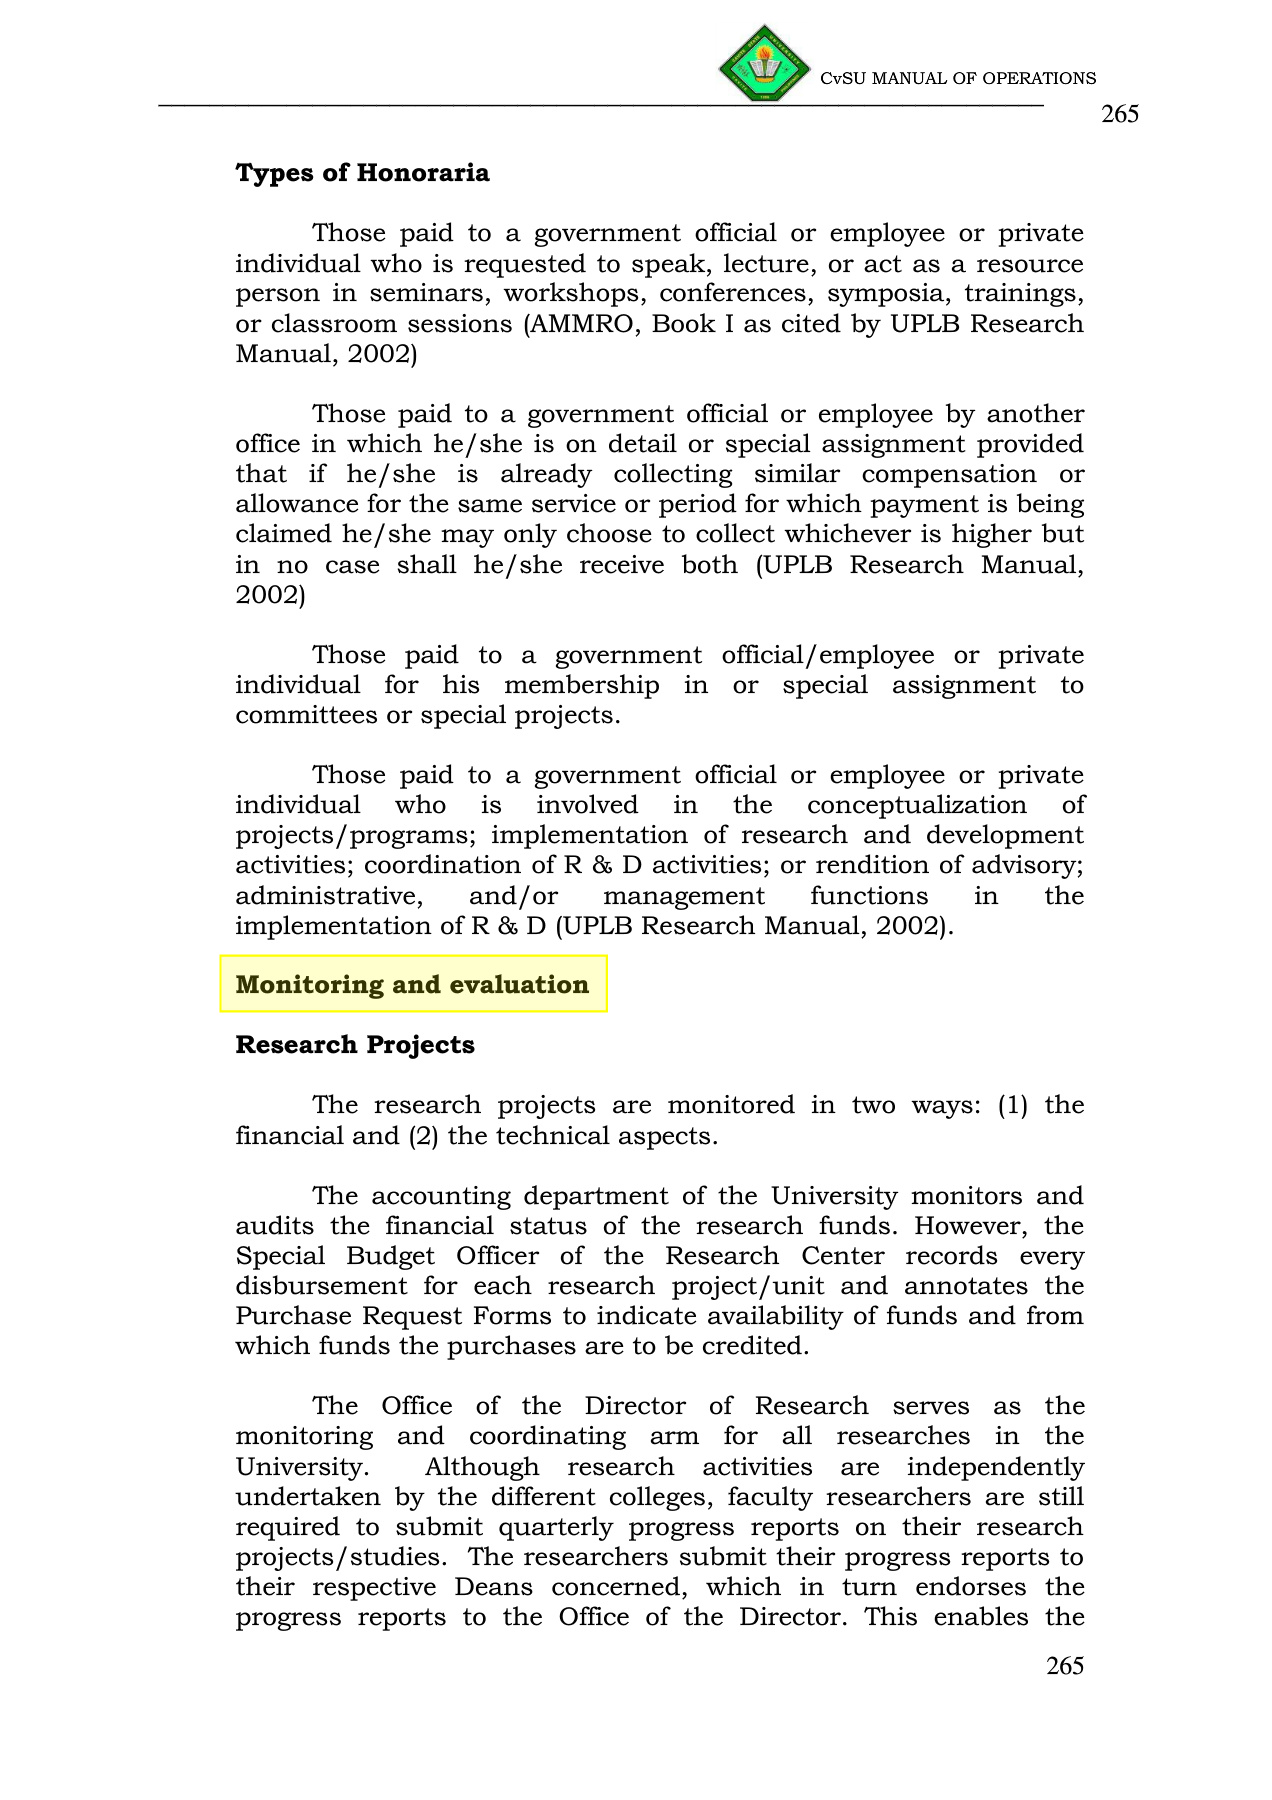 CvSU MANUAL OF OPERATIONS
265
Types of Honoraria
Those paid to a government official or employee or private
individual who is requested to speak, lecture, or act as a resource
person in seminars, workshops, conferences, symposia, trainings,
or classroom sessions (AMMRO, Book I as cited by UPLB Research
Manual, 2002)
Those paid to a government official or employee by another
office in which he/she is on detail or special assignment provided
that if he/she is already collecting similar compensation or
allowance for the same service or period for which payment is being
claimed he/she may only choose to collect whichever is higher but
in no case shall he/she receive both (UPLB Research Manual,
2002)
Those paid to a government official/employee or private
individual for his membership in or special assignment to
committees or special projects.
Those paid to a government official or employee or private
individual who is involved in the conceptualization of
projects/programs; implementation of research and development
activities; coordination of R & D activities; or rendition of advisory;
administrative, and/or management functions in the
implementation of R & D (UPLB Research Manual, 2002).
Monitoring and evaluation
Research Projects
The research projects are monitored in two ways: (1) the
financial and (2) the technical aspects.
The accounting department of the University monitors and
audits the financial status of the research funds. However, the
Special Budget Officer of the Research Center records every
disbursement for each research project/unit and annotates the
Purchase Request Forms to indicate availability of funds and from
which funds the purchases are to be credited.
The Office of the Director of Research serves as the
monitoring and coordinating arm for all researches in the
University. Although research activities are independently
undertaken by the different colleges, faculty researchers are still
required to submit quarterly progress reports on their research
projects/studies. The researchers submit their progress reports to
their respective Deans concerned, which in turn endorses the
progress reports to the Office of the Director. This enables the
265